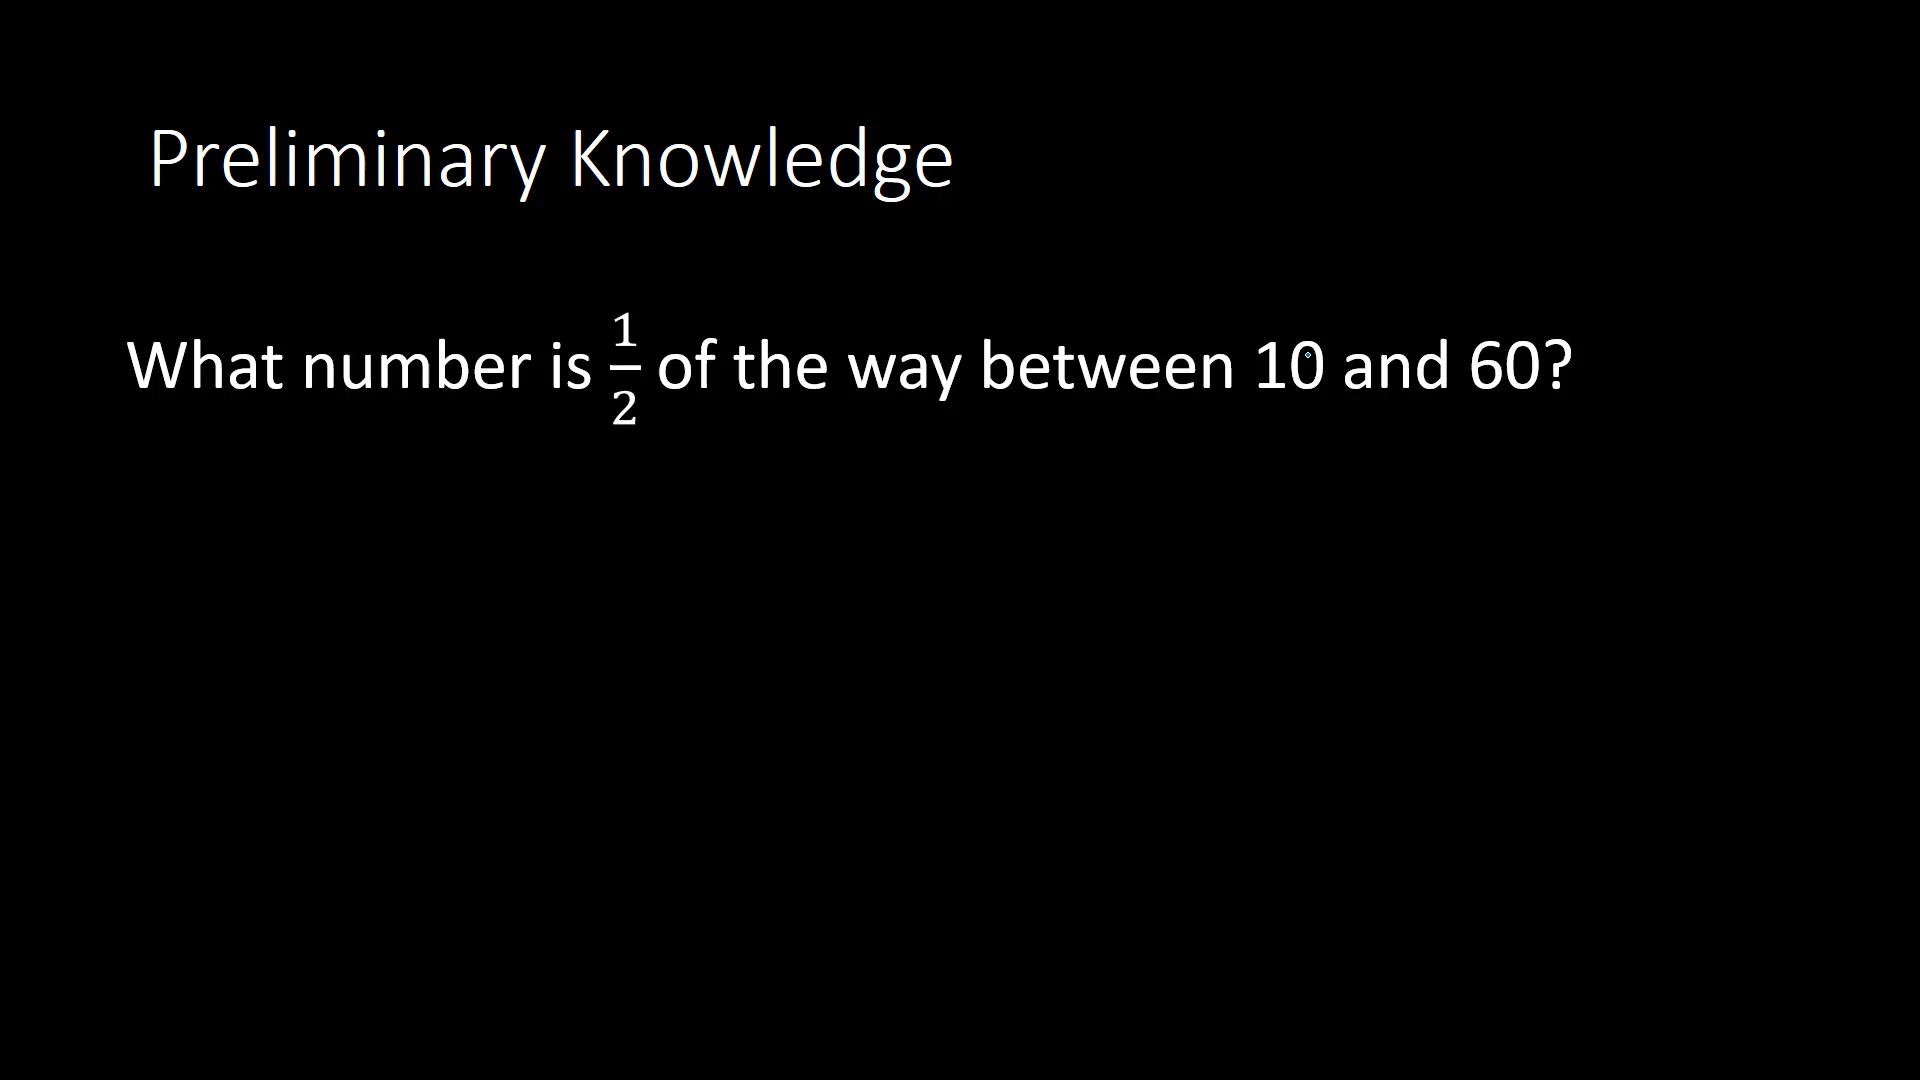 Preliminary Knowledge
What number is 1/2 of the way between 10 and 60?